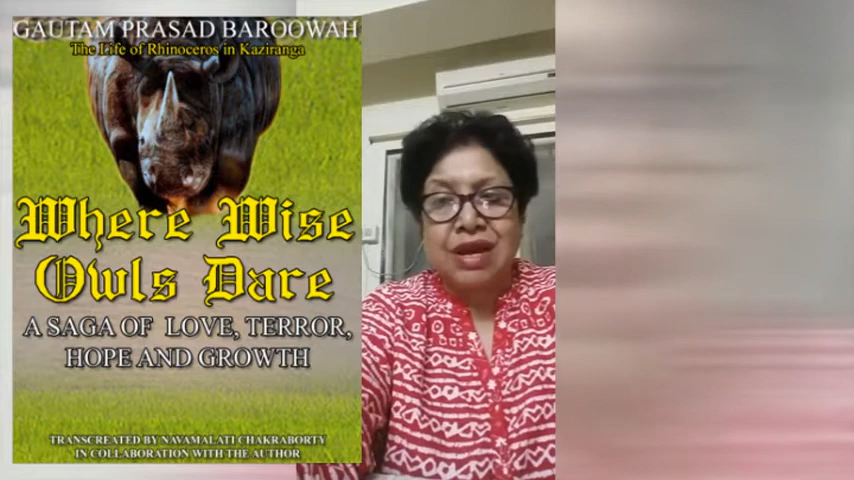 GAUTAM PRASAD BAROOWAH
The Life of Rhinoceros in Kaziranga
Where Wise
Owls Dare
A SAGA OF LOVE, TERROR,
HOPE AND GROWTH
TRANSCREATED BY NAVAMALATI CHAKRABORTY
IN COLLABORATION WITH THE AUTHOR